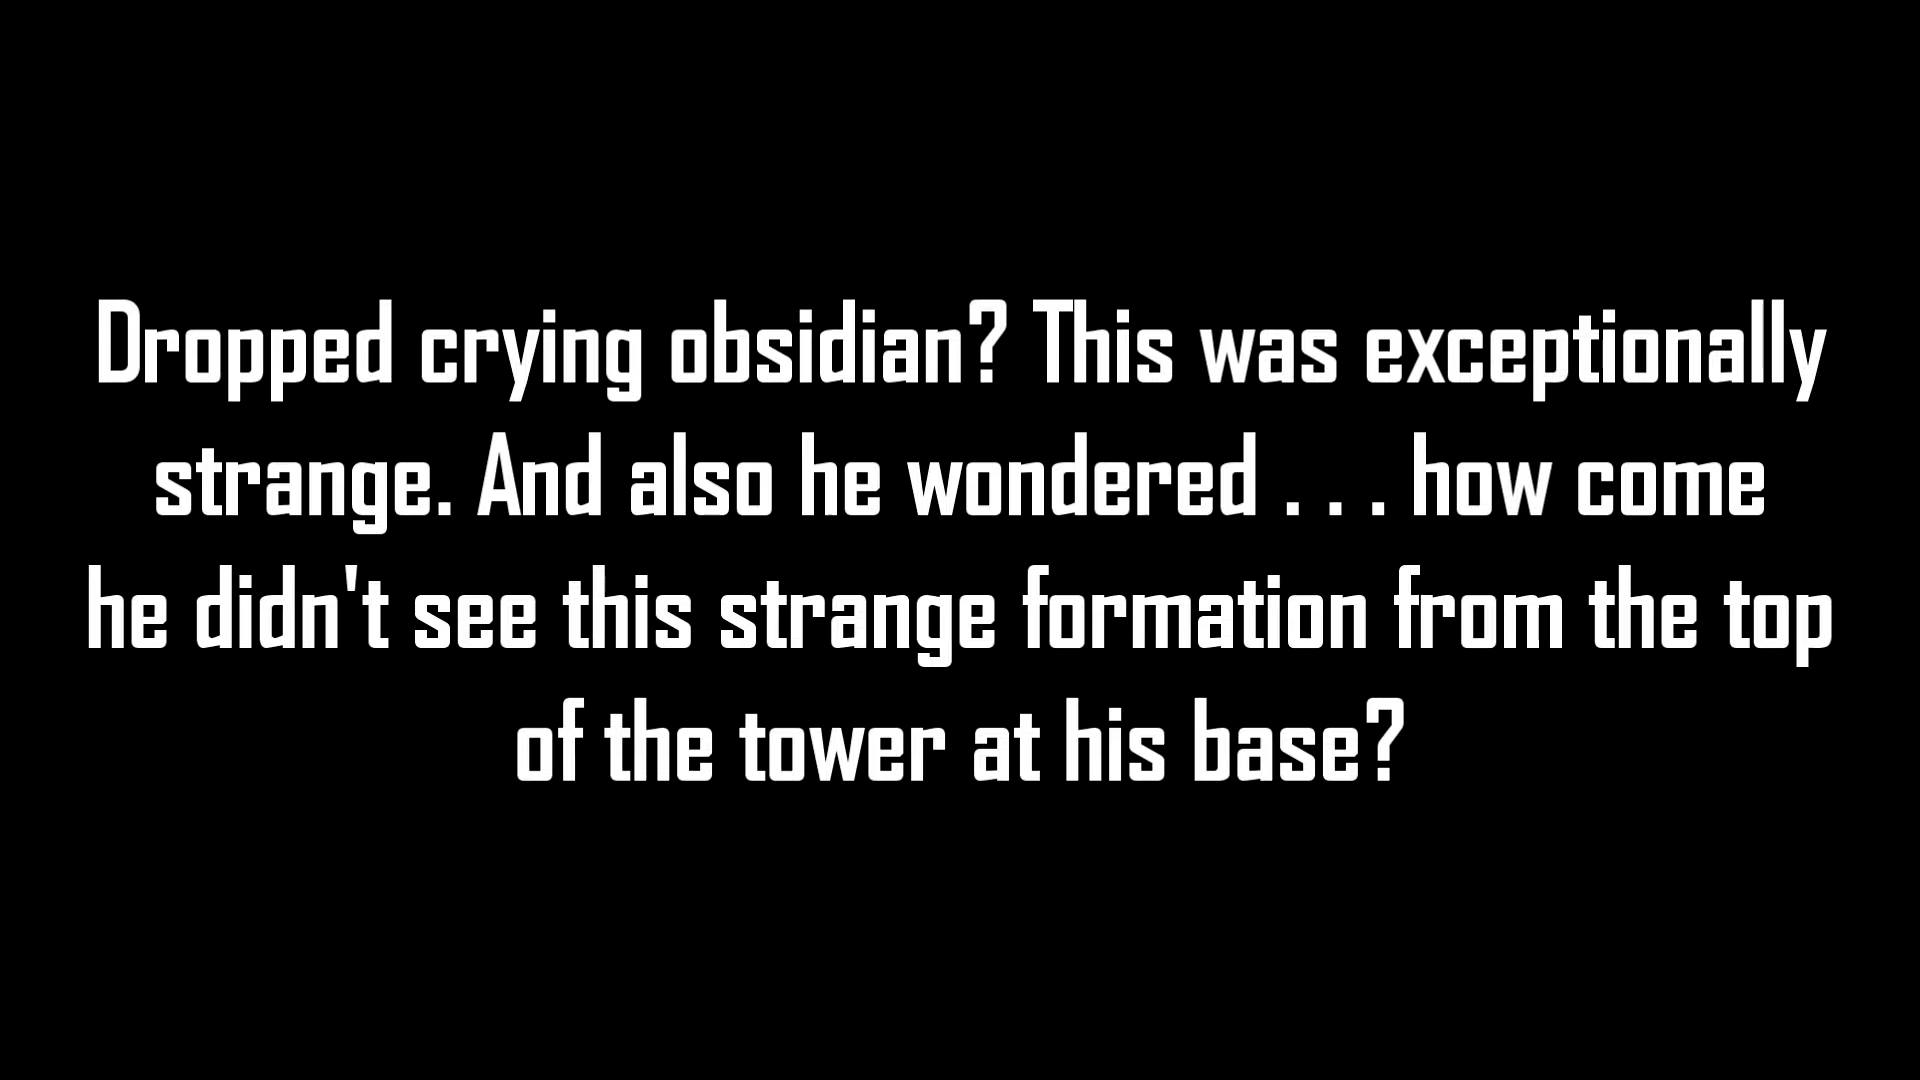 Dropped crying obsidian? This was exceptionally
strange. And also he wondered . . . how come
he didn't see this strange formation from the top
of the tower at his base?